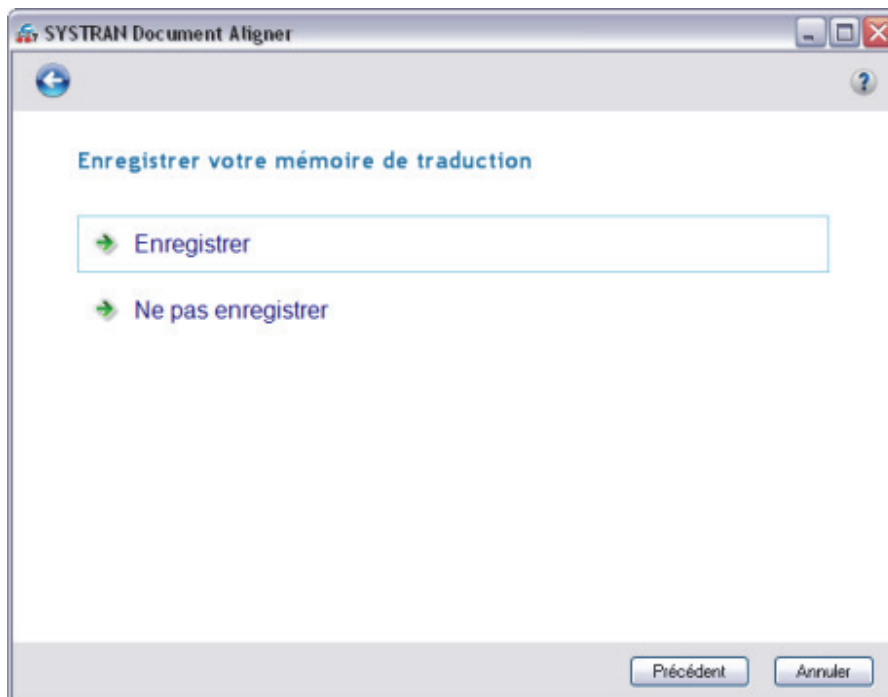 SYSTRAN Document Aligner
Enregistrer votre mémoire de traduction
Enregistrer
Ne pas enregistrer
Précédent Annuler